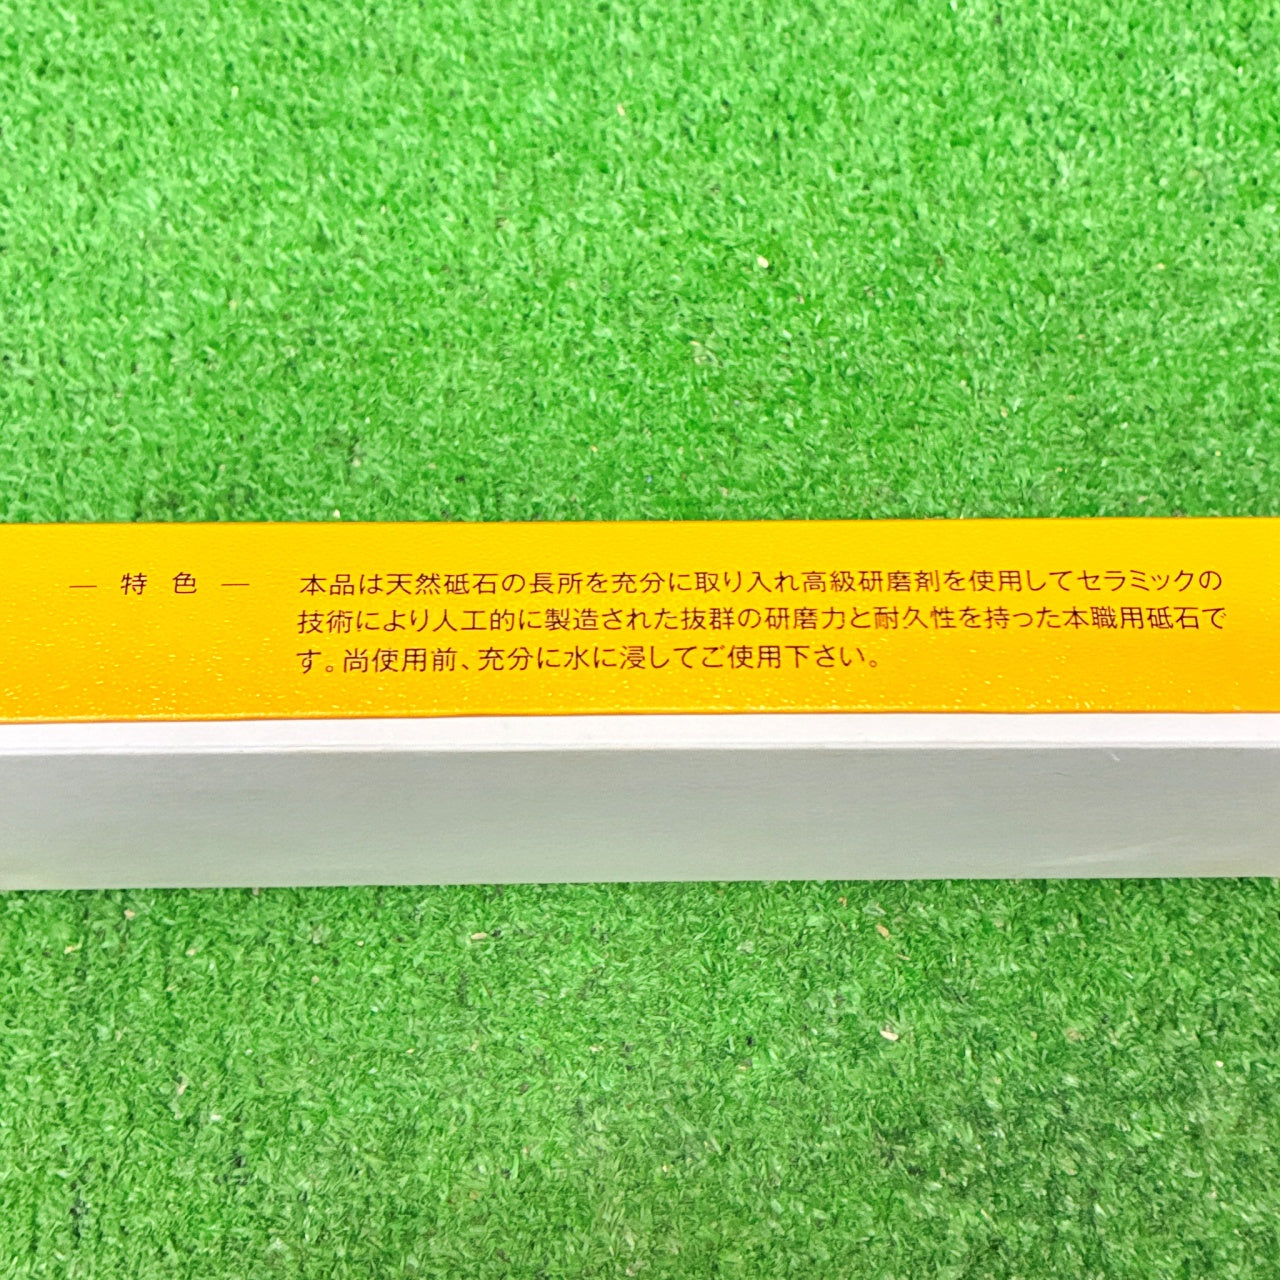 ― 特 色 ― 本品は天然砥石の長所を充分に取り入れ高級研磨剤を使用してセラミックの
技術により人工的に製造された抜群の研磨力と耐久性を持った本職用砥石で
す。尚使用前、充分に水に浸してご使用下さい。